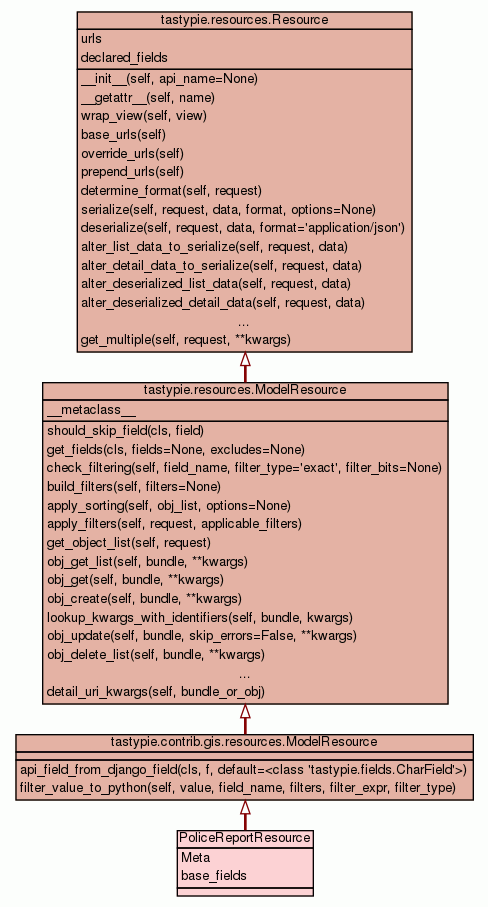 tastypie.resources.Resource
urls
declared_fields
__init__(self, api_name=None)
__getattr__(self, name)
wrap_view(self, view)
base_urls(self)
override_urls(self)
prepend_urls(self)
determine_format(self, request)
serialize(self, request, data, format, options=None)
deserialize(self, request, data, format='application/json')
alter_list_data_to_serialize(self, request, data)
alter_detail_data_to_serialize(self, request, data)
alter_deserialized_list_data(self, request, data)
alter_deserialized_detail_data(self, request, data)
...
get_multiple(self, request, **kwargs)
tastypie.resources.ModelResource
__metaclass__
should_skip_field(cls, field)
get_fields(cls, fields=None, excludes=None)
check_filtering(self, field_name, filter_type='exact', filter_bits=None)
build_filters(self, filters=None)
apply_sorting(self, obj_list, options=None)
apply_filters(self, request, applicable_filters)
get_object_list(self, request)
obj_get_list(self, bundle, **kwargs)
obj_get(self, bundle, **kwargs)
obj_create(self, bundle, **kwargs)
lookup_kwargs_with_identifiers(self, bundle, kwargs)
obj_update(self, bundle, skip_errors=False, **kwargs)
obj_delete_list(self, bundle, **kwargs)
...
detail_uri_kwargs(self, bundle_or_obj)
tastypie.contrib.gis.resources.ModelResource
api_field_from_django_field(cls, f, default=<class 'tastypie.fields.CharField'>)
filter_value_to_python(self, value, field_name, filters, filter_expr, filter_type)
PoliceReportResource
Meta
base_fields